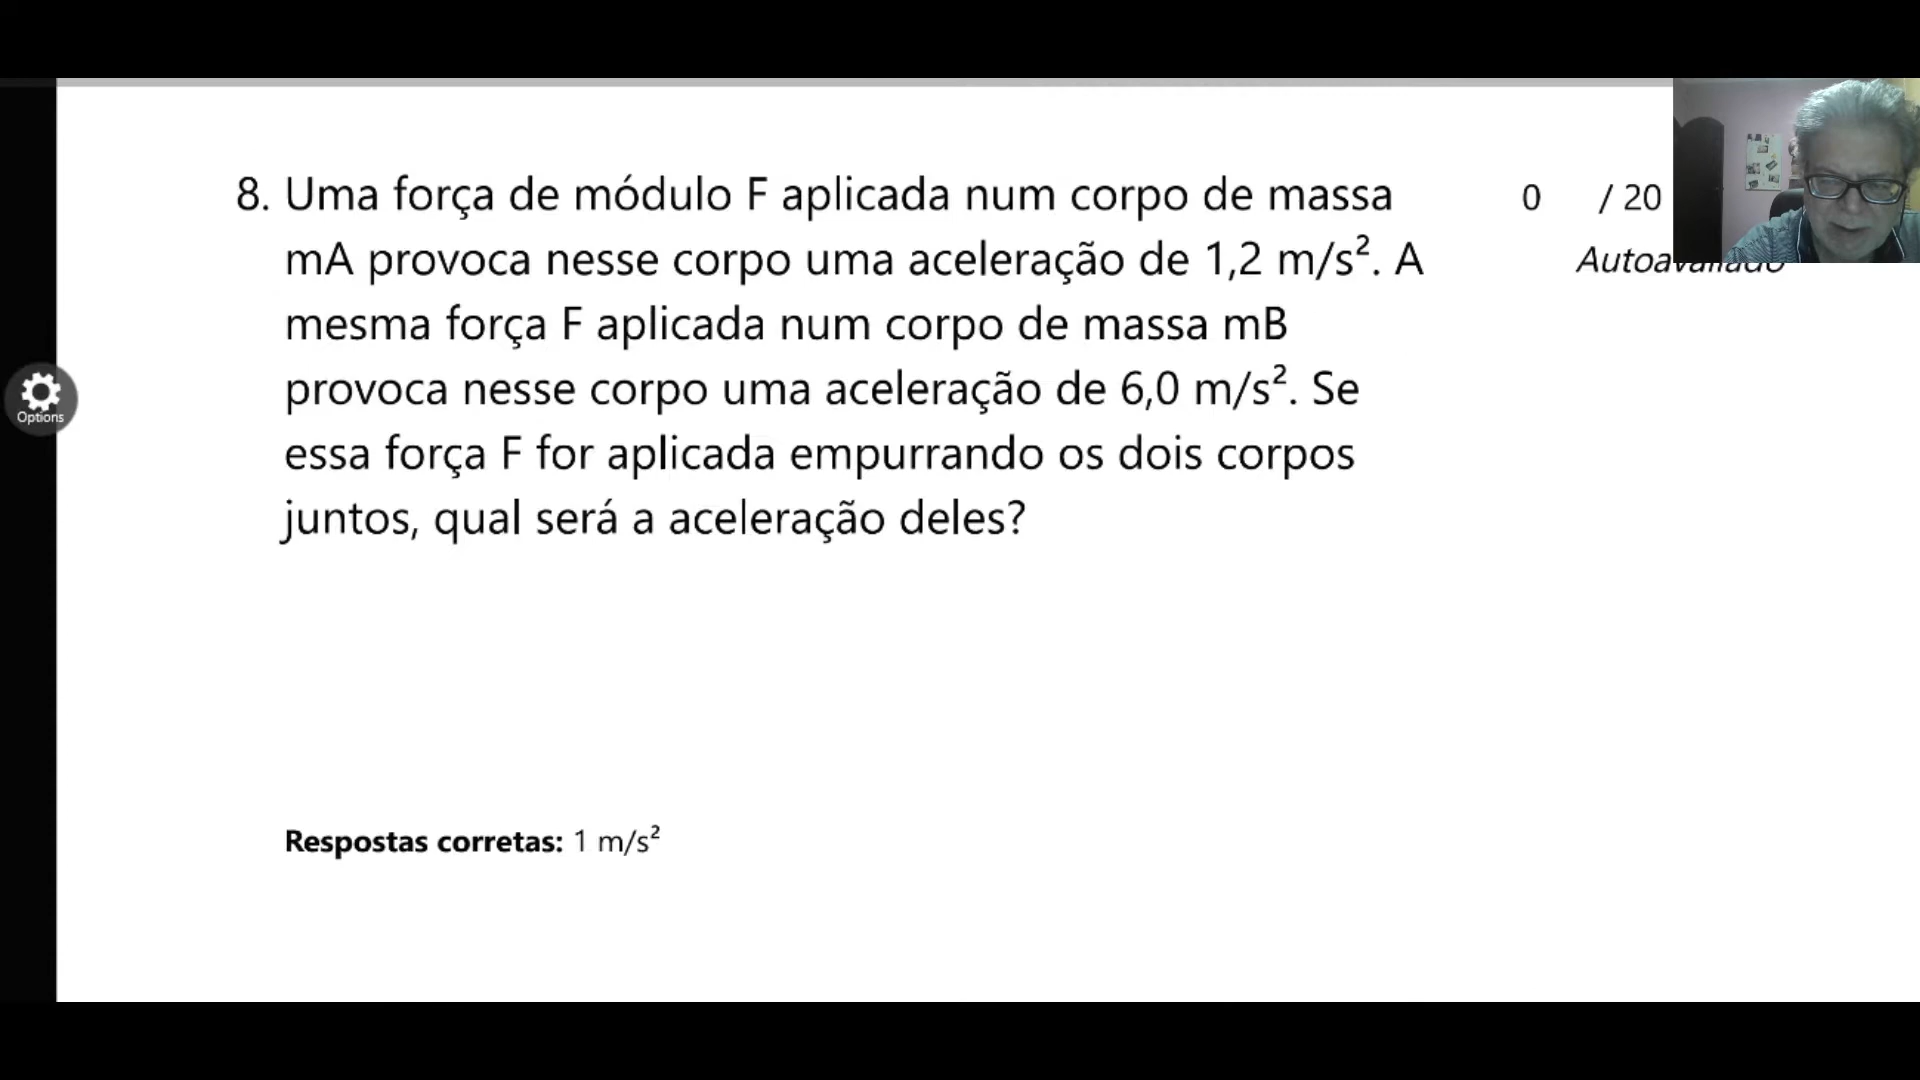 8. Uma força de módulo F aplicada num corpo de massa
0 / 20
mA provoca nesse corpo uma aceleração de 1,2 m/s². A
mesma força F aplicada num corpo de massa mB
provoca nesse corpo uma aceleração de 6,0 m/s². Se
essa força F for aplicada empurrando os dois corpos
juntos, qual será a aceleração deles?
Autoavaliado
Options
Respostas corretas: 1 m/s²